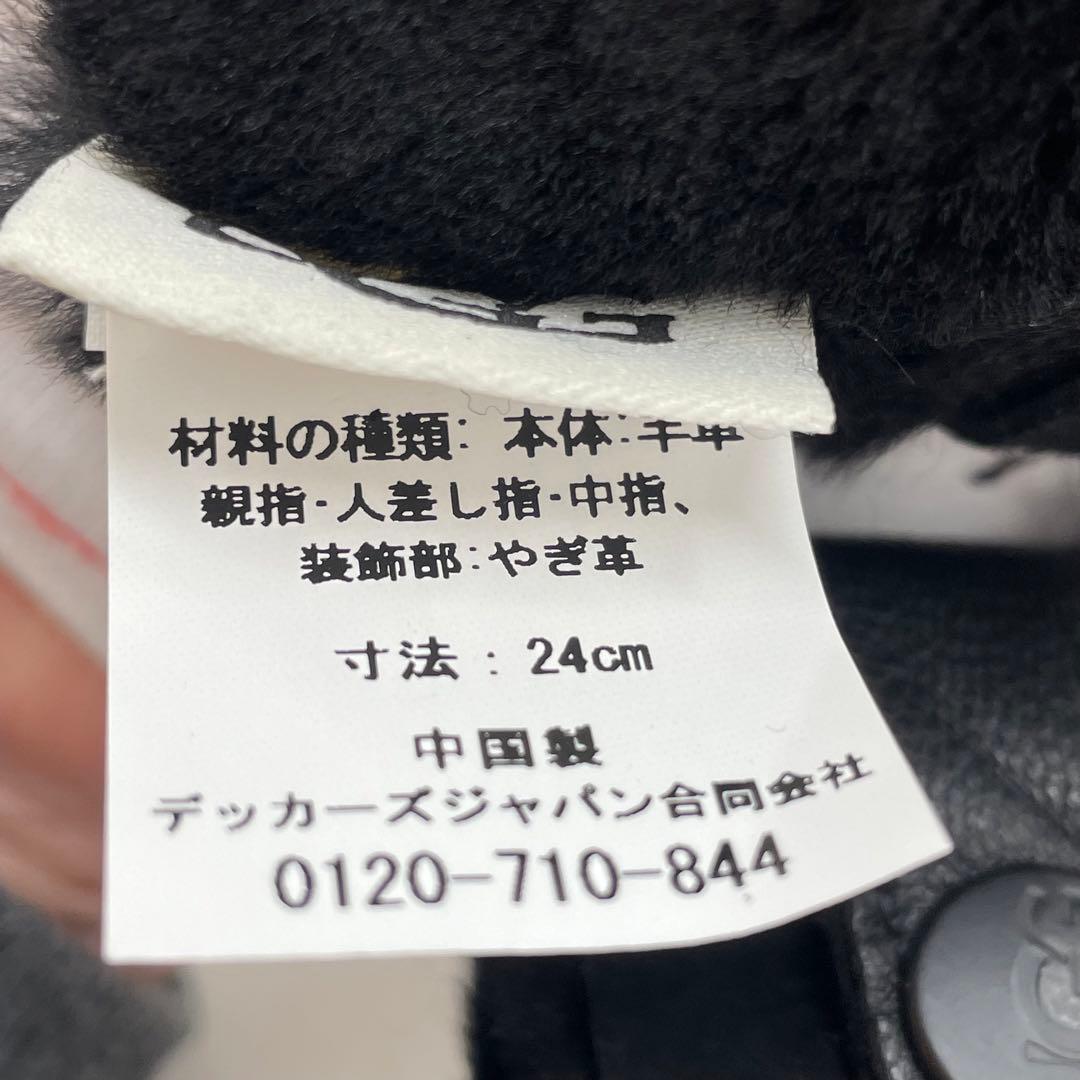 材料の種類: 本体:羊革
親指・人差し指・中指、
装飾部:やぎ革
寸法:24cm
中国製
デッカーズジャパン合同会社
0120-710-844